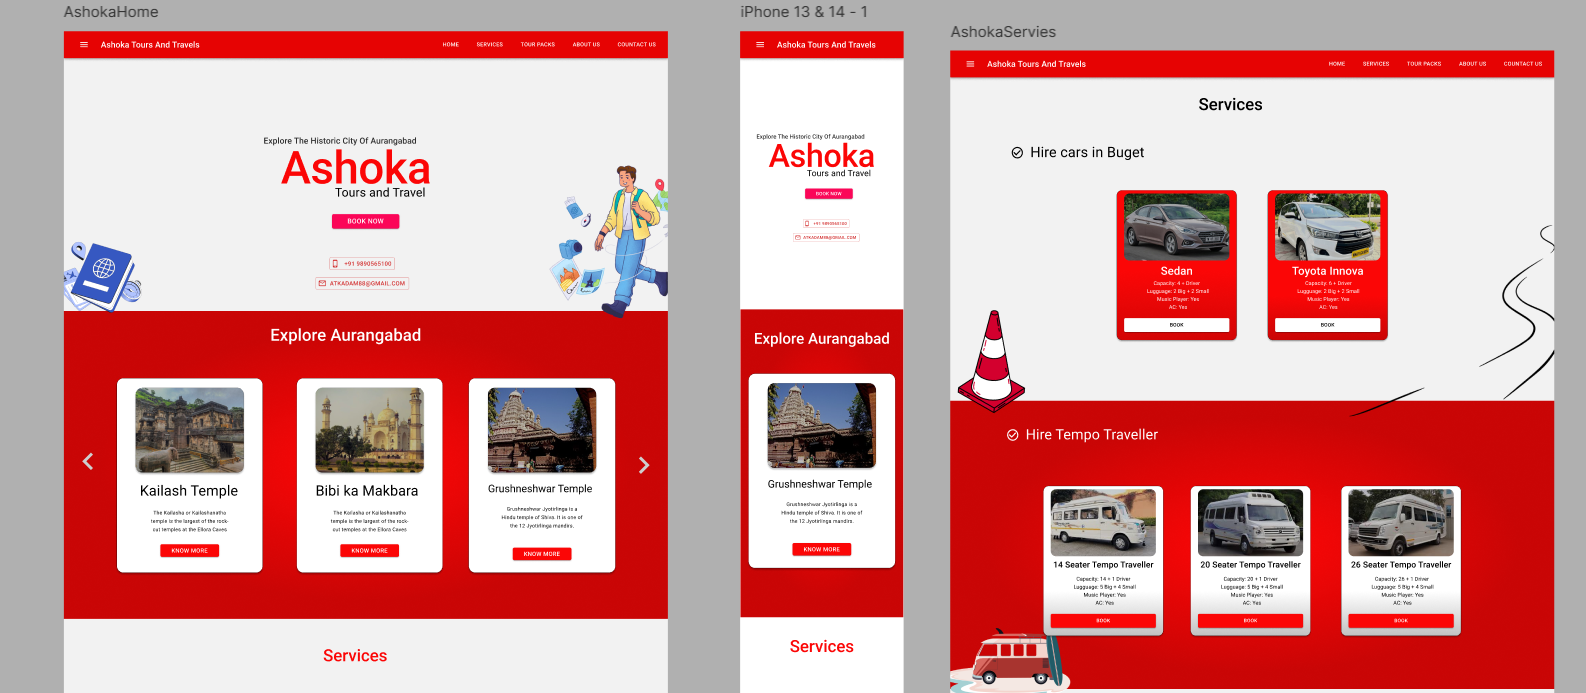 AshokaHome
Ashoka Tours And Travels
HOME SERVICES TOUR PACKS ABOUT US COUNTACT US
Explore The Historic City Of Aurangabad
Ashoka
Tours and Travel
BOOK NOW
+91 9890565100
ATKADAM88@GMAIL.COM
Explore Aurangabad
Kailash Temple
The Kailasha or Kailashanatha
temple is the largest of the rock-
cut temples at the Ellora Caves
KNOW MORE
Bibi ka Makbara
The Kailasha or Kailashanatha
temple is the largest of the rock-
cut temples at the Ellora Caves
KNOW MORE
Grushneshwar Temple
Grushneshwar Jyotirlinga is a
Hindu temple of Shiva. It is one of
the 12 Jyotirlinga mandirs.
KNOW MORE
Services
iPhone 13 & 14 - 1
Ashoka Tours And Travels
Explore The Historic City Of Aurangabad
Ashoka
Tours and Travel
BOOK NOW
+91 9890565100
ATKADAM88@GMAIL.COM
Explore Aurangabad
Grushneshwar Temple
Grushneshwar Jyotirlinga is a
Hindu temple of Shiva. It is one of
the 12 Jyotirlinga mandirs.
KNOW MORE
Services
AshokaServies
Ashoka Tours And Travels
HOME SERVICES TOUR PACKS ABOUT US COUNTACT US
Services
Hire cars in Buget
Sedan
Capacity: 4 + Driver
Lugguage: 2 Big + 2 Small
Music Player: Yes
AC: Yes
BOOK
Toyota Innova
Capacity: 6 + Driver
Lugguage: 2 Big + 2 Small
Music Player: Yes
AC: Yes
BOOK
Hire Tempo Traveller
14 Seater Tempo Traveller
Capacity: 14 + 1 Driver
Lugguage: 5 Big + 4 Small
Music Player: Yes
AC: Yes
BOOK
20 Seater Tempo Traveller
Capacity: 20 + 1 Driver
Lugguage: 5 Big + 4 Small
Music Player: Yes
AC: Yes
BOOK
26 Seater Tempo Traveller
Capacity: 26 + 1 Driver
Lugguage: 5 Big + 4 Small
Music Player: Yes
AC: Yes
BOOK